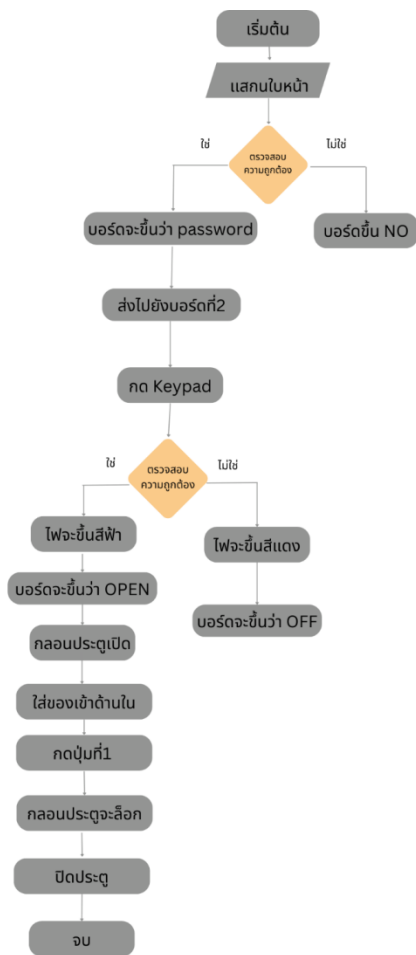 เริ่มต้น
แสกนใบหน้า
ใช่
ตรวจสอบ
ความถูกต้อง
ไม่ใช่
บอร์ดจะขึ้นว่า password
บอร์ดขึ้น NO
ส่งไปยังบอร์ดที่2
กด Keypad
ใช่
ตรวจสอบ
ความถูกต้อง
ไม่ใช่
ไฟจะขึ้นสีฟ้า
ไฟจะขึ้นสีแดง
บอร์ดจะขึ้นว่า OPEN
บอร์ดจะขึ้นว่า OFF
กลอนประตูเปิด
ใส่ของเข้าด้านใน
กดปุ่มที่1
กลอนประตูจะล็อก
ปิดประตู
จบ